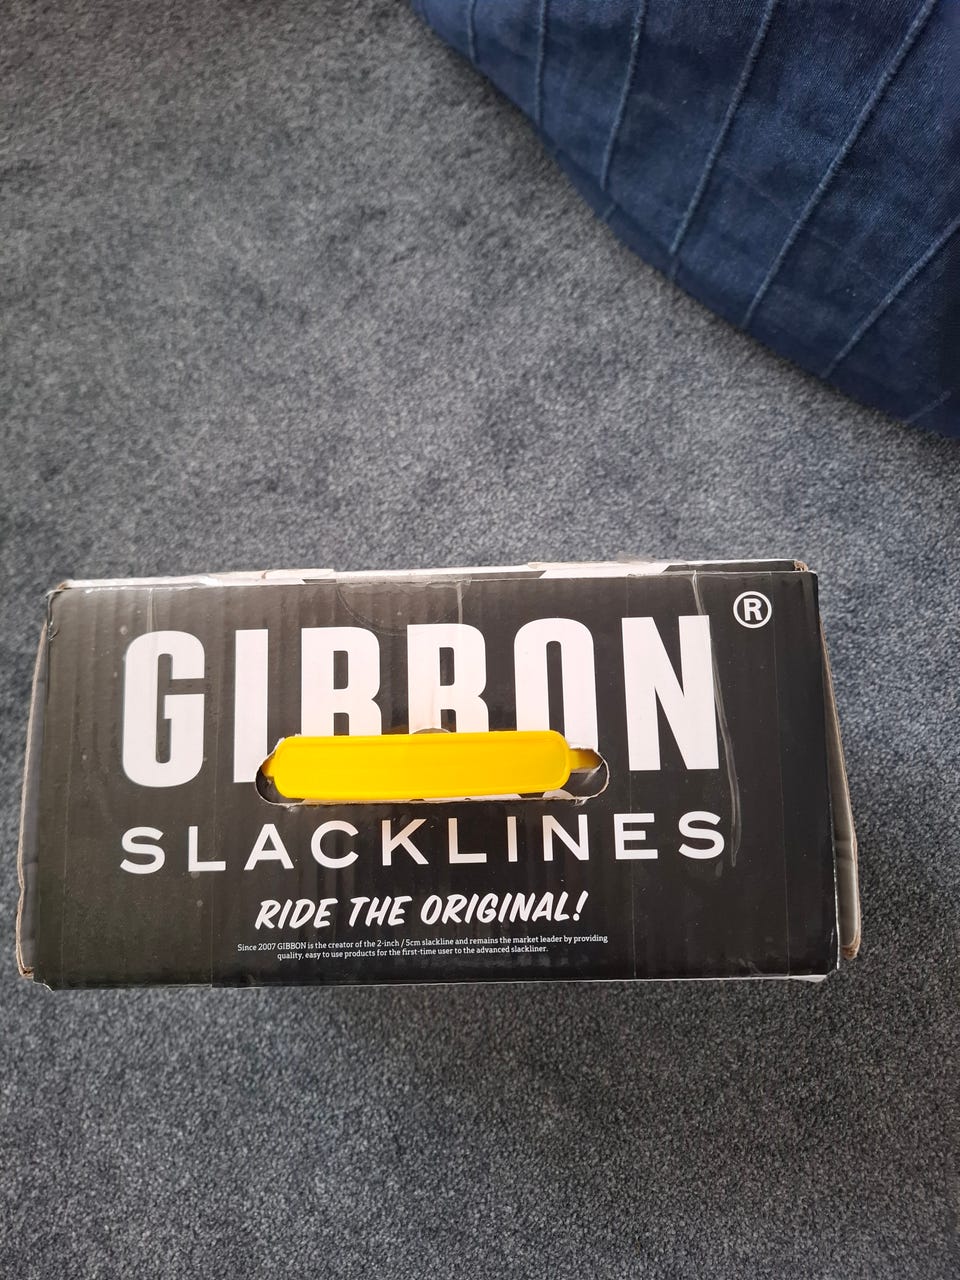 GIBBON®
SLACKLINES
RIDE THE ORIGINAL!
Since 2007 GIBBON is the creator of the 2-inch / 5cm slackline and remains the market leader by providing
quality, easy to use products for the first-time user to the advanced slackliner.